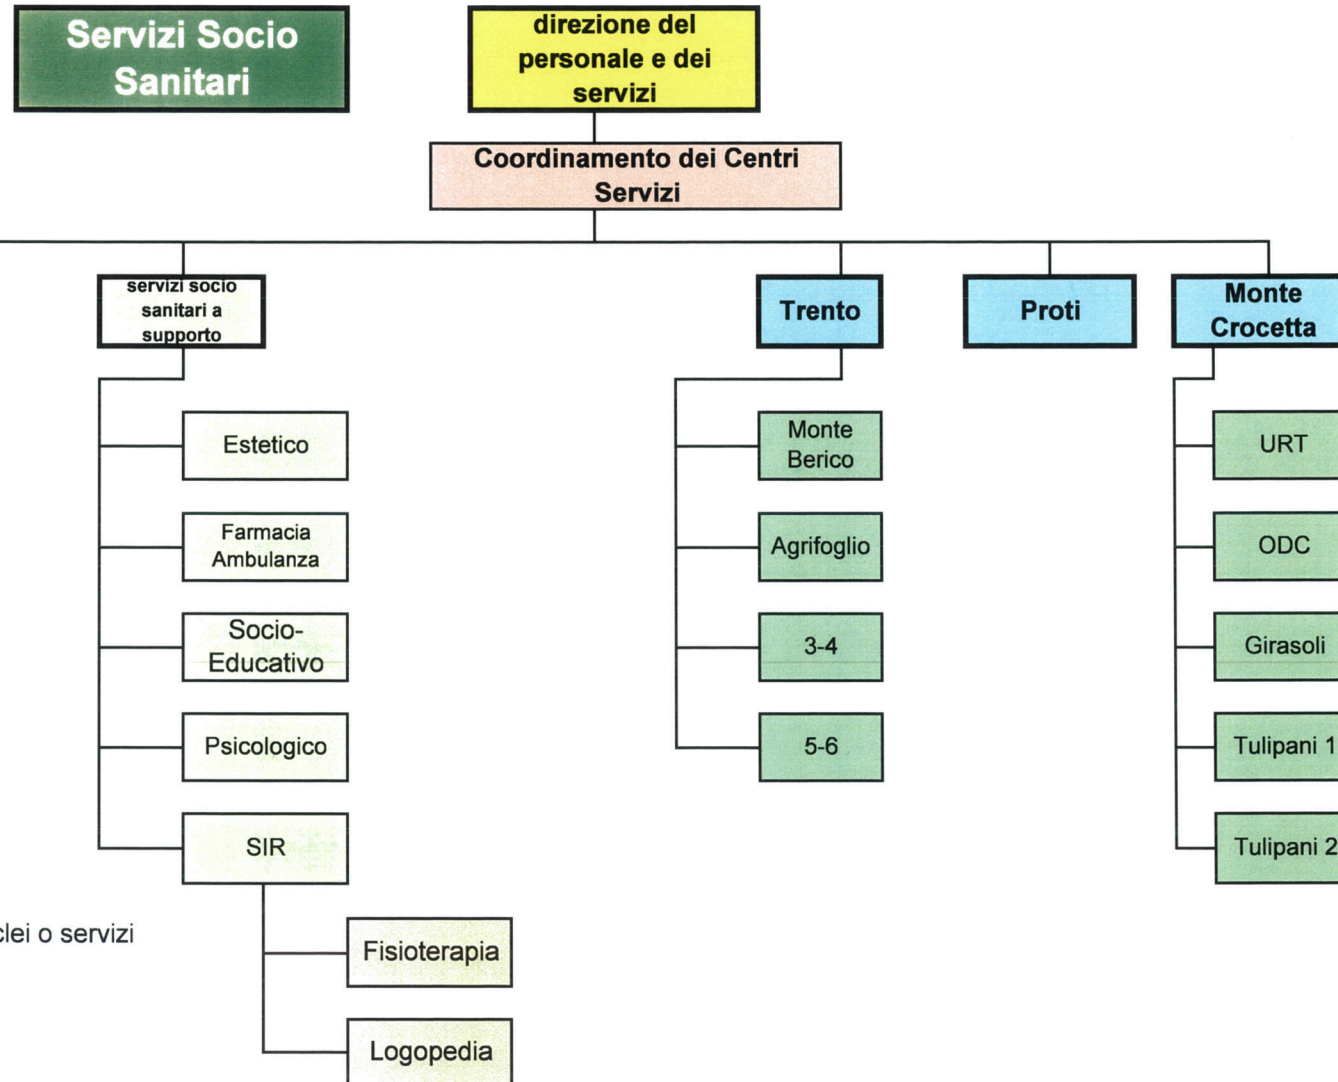 Servizi Socio
Sanitari
direzione del
personale e dei
servizi
Coordinamento dei Centri
Servizi
servizi socio
sanitari a
supporto
Trento
Proti
Monte
Crocetta
Estetico
Monte
Berico
URT
Farmacia
Ambulanza
Agrifoglio
ODC
Socio-
Educativo
3-4
Girasoli
Psicologico
5-6
Tulipani 1
SIR
Tulipani 2
clei o servizi
Fisioterapia
Logopedia